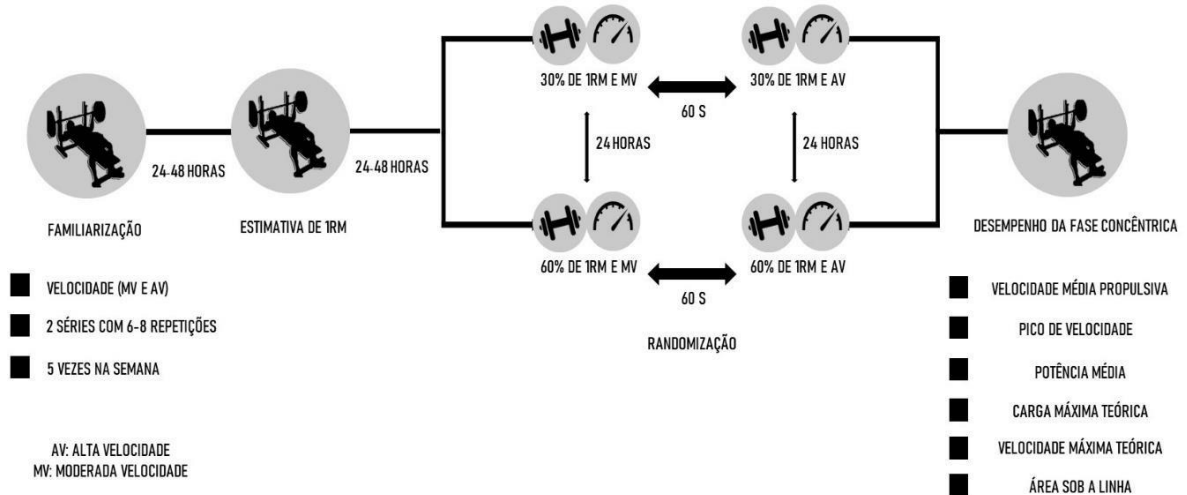 30% DE 1RM E MV
60 S
30% DE 1RM E AV
24-48 HORAS
24-48 HORAS
24 HORAS
24 HORAS
FAMILIARIZAÇÃO
ESTIMATIVA DE 1RM
60% DE 1RM E MV
60 S
60% DE 1RM E AV
DESEMPENHO DA FASE CONCÊNTRICA
RANDOMIZAÇÃO
VELOCIDADE (MV E AV)
2 SÉRIES COM 6-8 REPETIÇÕES
5 VEZES NA SEMANA
AV: ALTA VELOCIDADE
MV: MODERADA VELOCIDADE
VELOCIDADE MÉDIA PROPULSIVA
PICO DE VELOCIDADE
POTÊNCIA MÉDIA
CARGA MÁXIMA TEÓRICA
VELOCIDADE MÁXIMA TEÓRICA
ÁREA SOB A LINHA